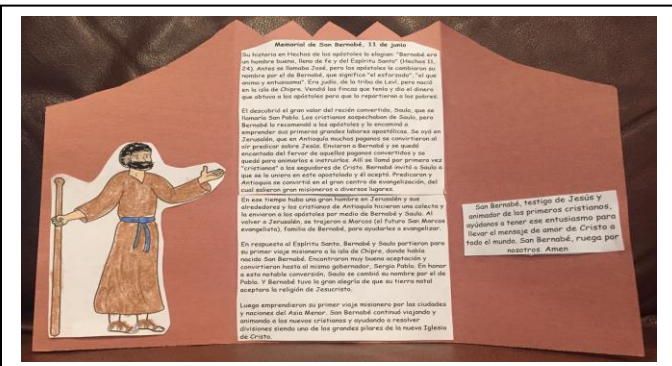 Memorial de San Bernabé, 11 de junio
Su historia en Hechos de los apóstoles lo elogian: "Bernabé era
un hombre bueno, lleno de fe y del Espíritu Santo" (Hechos 11,
24). Antes se llamaba José, pero los apóstoles le cambiaron su
nombre por el de Bernabé, que significa "el esforzado", "el que
anima y entusiasma". Era judío, de la tribu de Leví, pero nació
en la isla de Chipre. Vendió las fincas que tenía y dio el dinero
que obtuvo a los apóstoles para que lo repartieran a los pobres.
El descubrió el gran valor del recién convertido, Saulo, que se
llamaría San Pablo. Los cristianos sospechaban de Saulo, pero
Bernabé lo recomendó a los apóstoles y lo encaminó a
emprender sus primeras grandes labores apostólicas. Se oyó en
Jerusalén, que en Antioquía muchos paganos se convirtieron al
oír predicar sobre Jesús. Enviaron a Bernabé y se quedó
encantado del fervor de aquellos paganos convertidos y se
quedó para animarlos e instruirlos. Allí se llamó por primera vez
"cristianos" a los seguidores de Cristo. Bernabé invitó a Saulo a
que se le uniera en este apostolado y él aceptó. Predicaron y
Antioquía se convirtió en el gran centro de evangelización, del
cual salieron gran misioneros a diversos lugares.
En ese tiempo hubo una gran hambre en Jerusalén y sus
alrededores y los cristianos de Antioquía hicieron una colecta y
la enviaron a los apóstoles por medio de Bernabé y Saulo. Al
volver a Jerusalén, se trajeron a Marcos (el futuro San Marcos
evangelista), familia de Bernabé, para ayudarles a evangelizar.
En respuesta al Espíritu Santo, Bernabé y Saulo partieron para
su primer viaje misionero a la isla de Chipre, donde había
nacido San Bernabé. Encontraron muy buena aceptación y
convirtieron hasta al mismo gobernador, Sergio Pablo. En honor
a esta notable conversión, Saulo se cambió su nombre por el de
Pablo. Y Bernabé tuvo la gran alegría de que su tierra natal
aceptara la religión de Jesucristo.
Luego emprendieron su primer viaje misionero por las ciudades
y naciones del Asia Menor. San Bernabé continuó viajando y
animando a los nuevos cristianos y ayudando a resolver
divisiones siendo uno de los grandes pilares de la nueva Iglesia
de Cristo.
San Bernabé, testigo de Jesús y
animador de los primeros cristianos,
ayúdanos a tener ese entusiasmo para
llevar el mensaje de amor de Cristo a
todo el mundo. San Bernabé, ruega por
nosotros. Amen